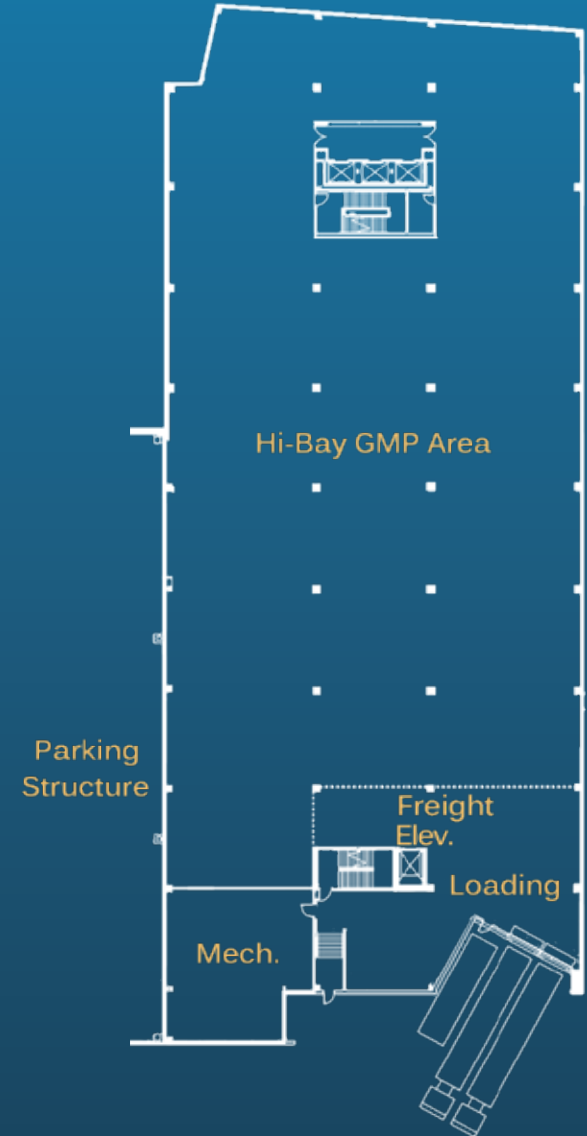 Hi-Bay GMP Area
Parking
Structure
Freight
Elev.
Loading
Mech.